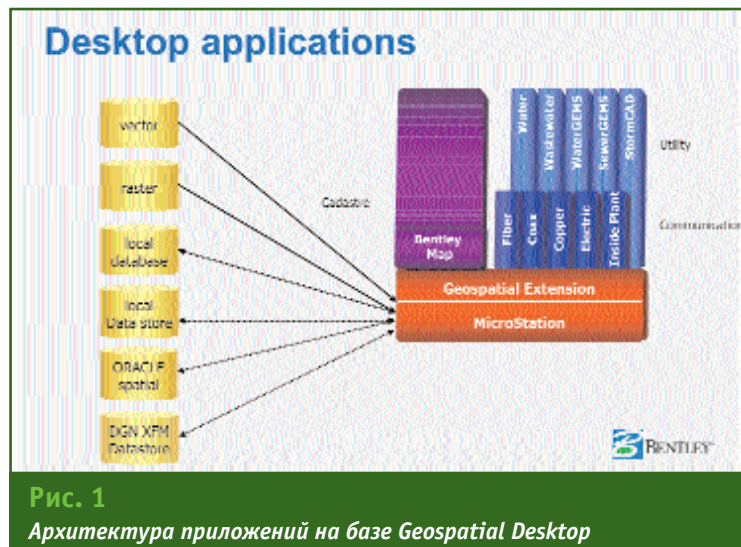 Desktop applications
vector
raster
local
database
local
Data store
ORACLE
spatial
DGN XFM
Datastore
Cadastre
Bentley
Map
Water
Wastewater
WaterGEMS
SewerGEMS
StormCAD
Utility
Fiber
Coax
Copper
Electric
Inside Plant
Communication
Geospatial Extension
MicroStation
BENTLEY
Рис. 1
Архитектура приложений на базе Geospatial Desktop